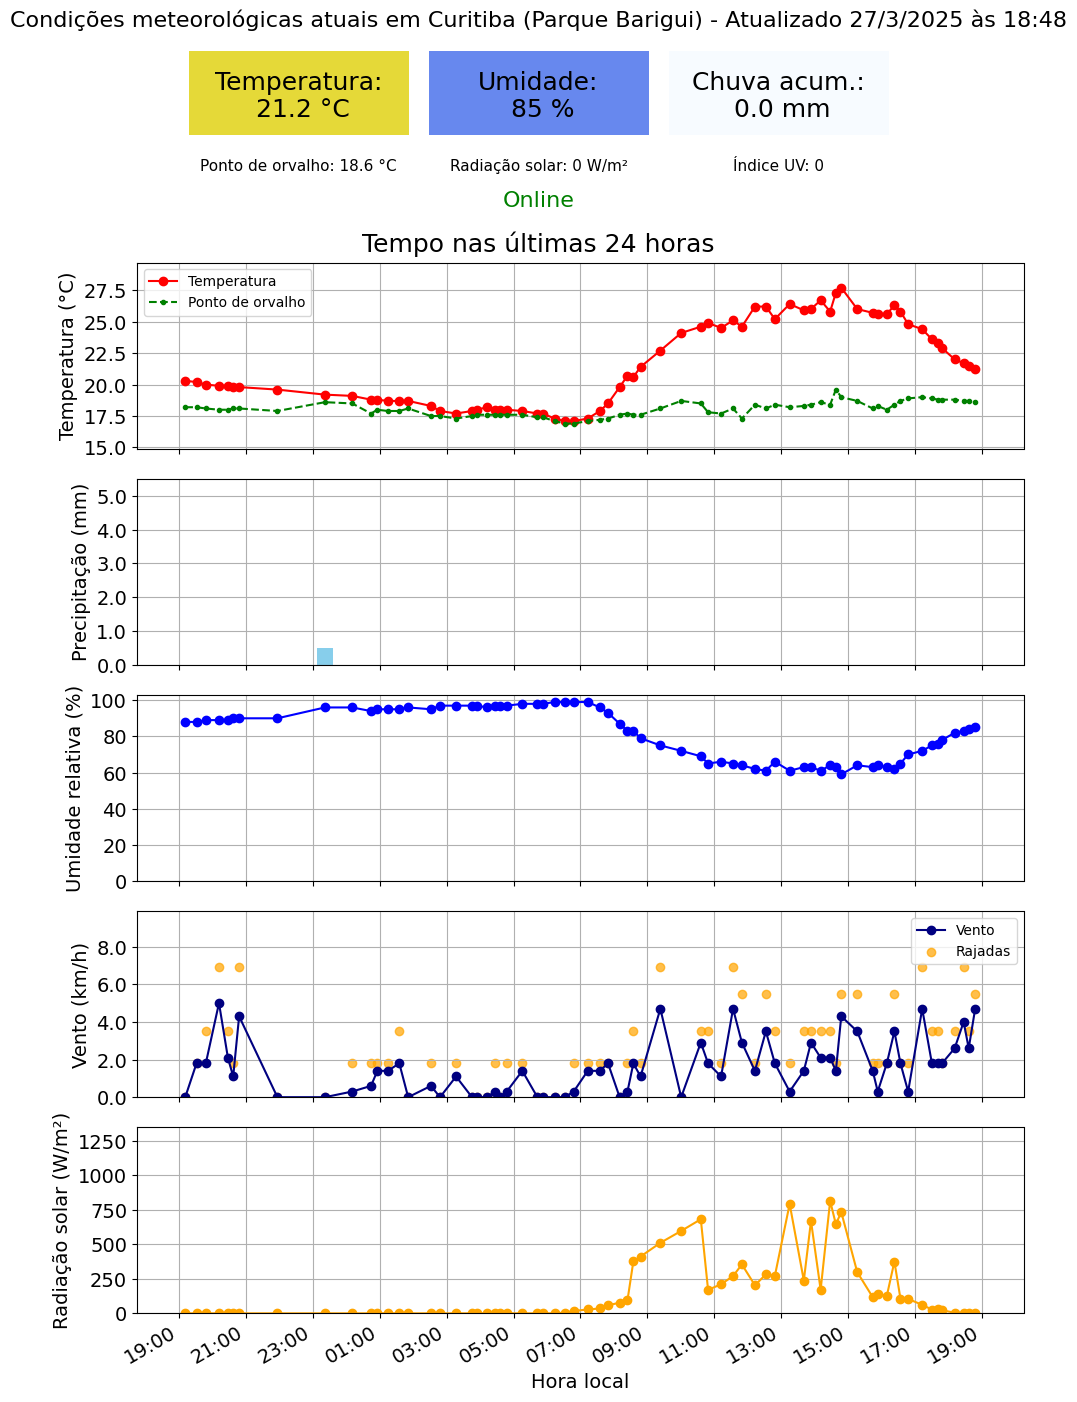 Condições meteorológicas atuais em Curitiba (Parque Barigui) - Atualizado 27/3/2025 às 18:48
Temperatura:
21.2 °C
Umidade:
85 %
Chuva acum.:
0.0 mm
Ponto de orvalho: 18.6 °C
Radiação solar: 0 W/m²
Índice UV: 0
Online
Tempo nas últimas 24 horas
Temperatura (°C)
27.5
25.0
22.5
20.0
17.5
15.0
Temperatura
Ponto de orvalho
Precipitação (mm)
5.0
4.0
3.0
2.0
1.0
0.0
Umidade relativa (%)
100
80
60
40
20
0
Vento (km/h)
8.0
6.0
4.0
2.0
0.0
Vento
Rajadas
Radiação solar (W/m²)
1250
1000
750
500
250
0
19:00
21:00
23:00
01:00
03:00
05:00
07:00
09:00
11:00
13:00
15:00
17:00
19:00
Hora local